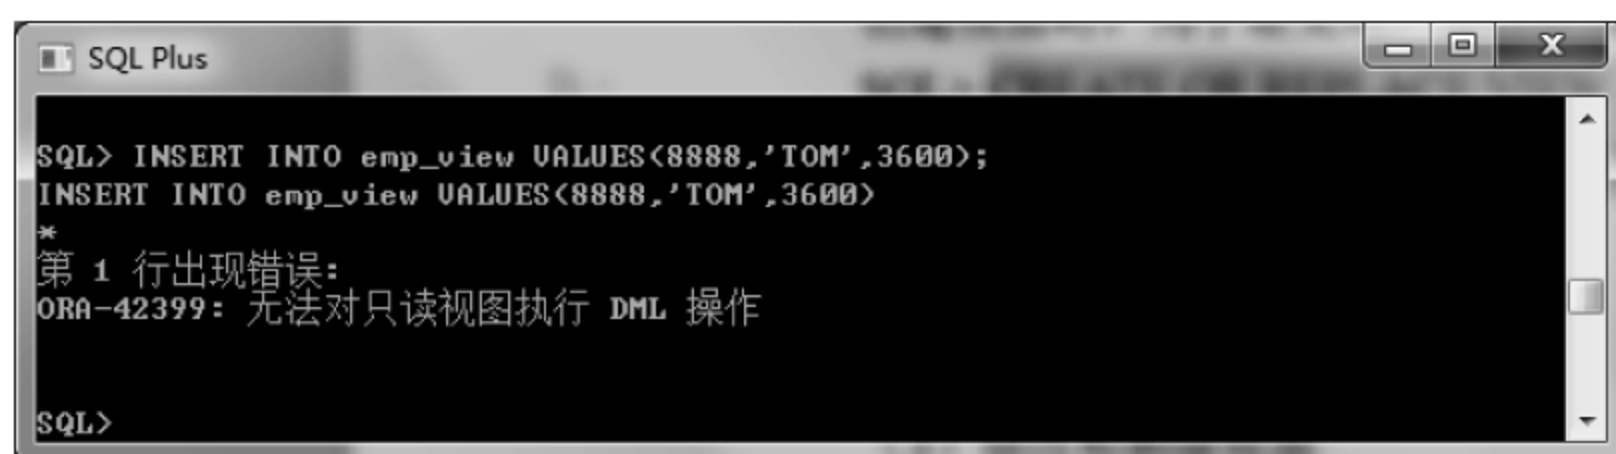 SQL Plus
SQL> INSERT INTO emp_view VALUES(8888,'TOM',3600);
INSERT INTO emp_view VALUES(8888,'TOM',3600)
*
第 1 行出现错误:
ORA-42399: 无法对只读视图执行 DML 操作
SQL>